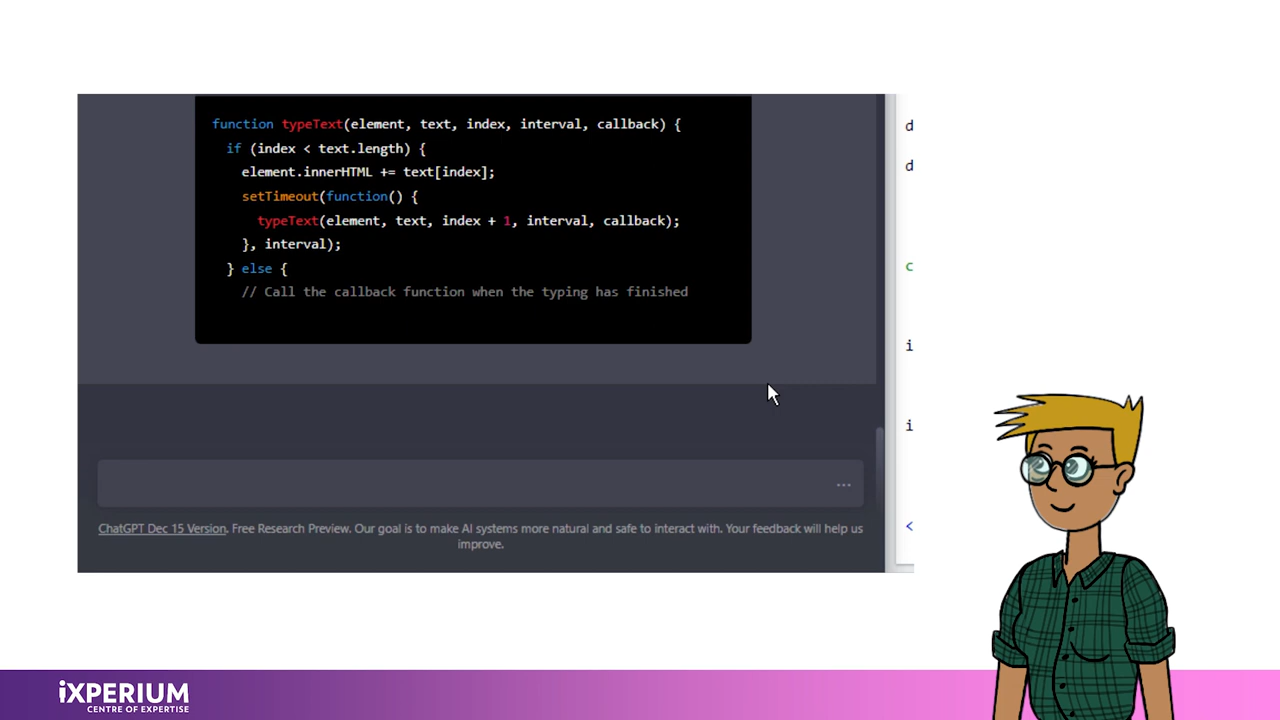 function typeText(element, text, index, interval, callback) {
if (index < text.length) {
element.innerHTML += text[index];
setTimeout(function() {
typeText(element, text, index + 1, interval, callback);
}, interval);
} else {
// Call the callback function when the typing has finished
d
d
c
i
i
<
...
ChatGPT Dec 15 Version. Free Research Preview. Our goal is to make AI systems more natural and safe to interact with. Your feedback will help us
improve.
iXPERIUM
CENTRE OF EXPERTISE